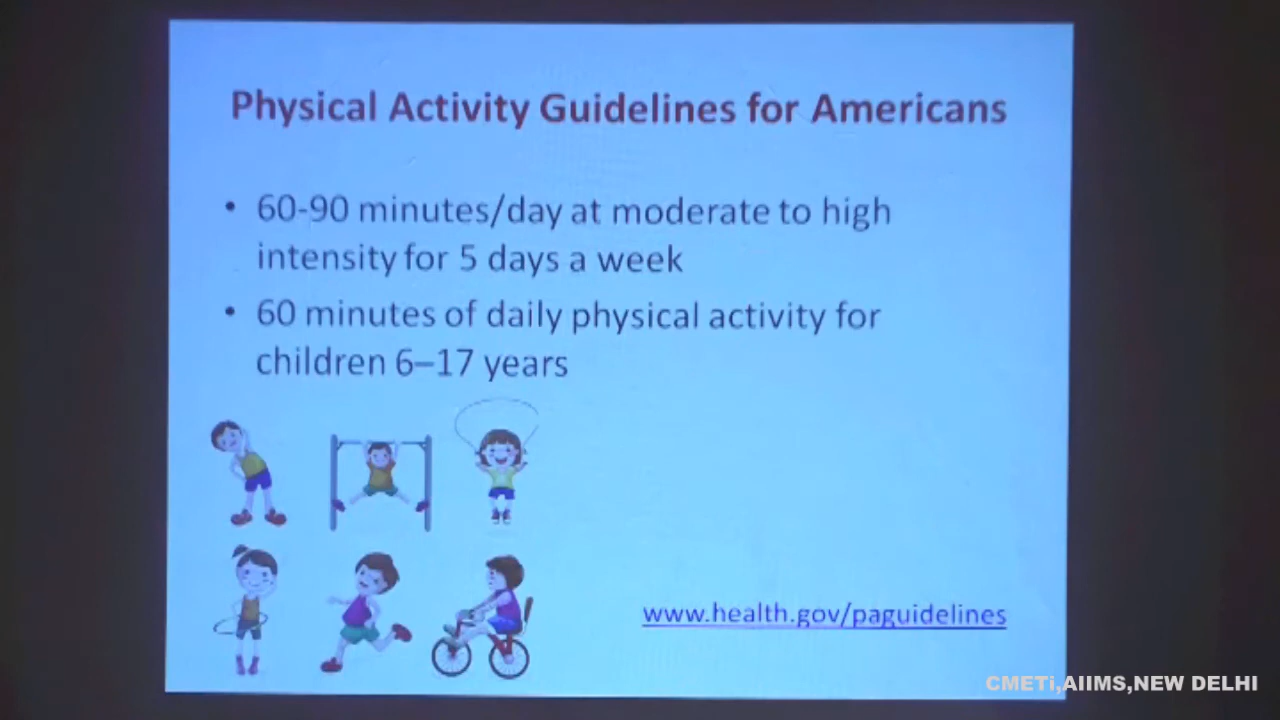 Physical Activity Guidelines for Americans
• 60-90 minutes/day at moderate to high
intensity for 5 days a week
• 60 minutes of daily physical activity for
children 6–17 years
www.health.gov/paguidelines
CMETi,AIIMS,NEW DELHI